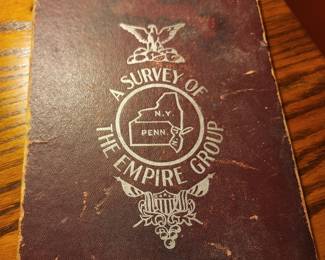 A SURVEY OF
N.Y.
PENN.
THE EMPIRE GROUP